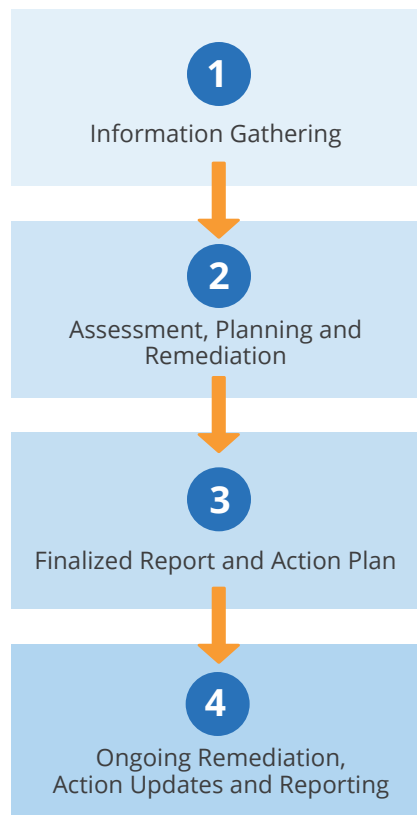 1
Information Gathering
2
Assessment, Planning and
Remediation
3
Finalized Report and Action Plan
4
Ongoing Remediation,
Action Updates and Reporting